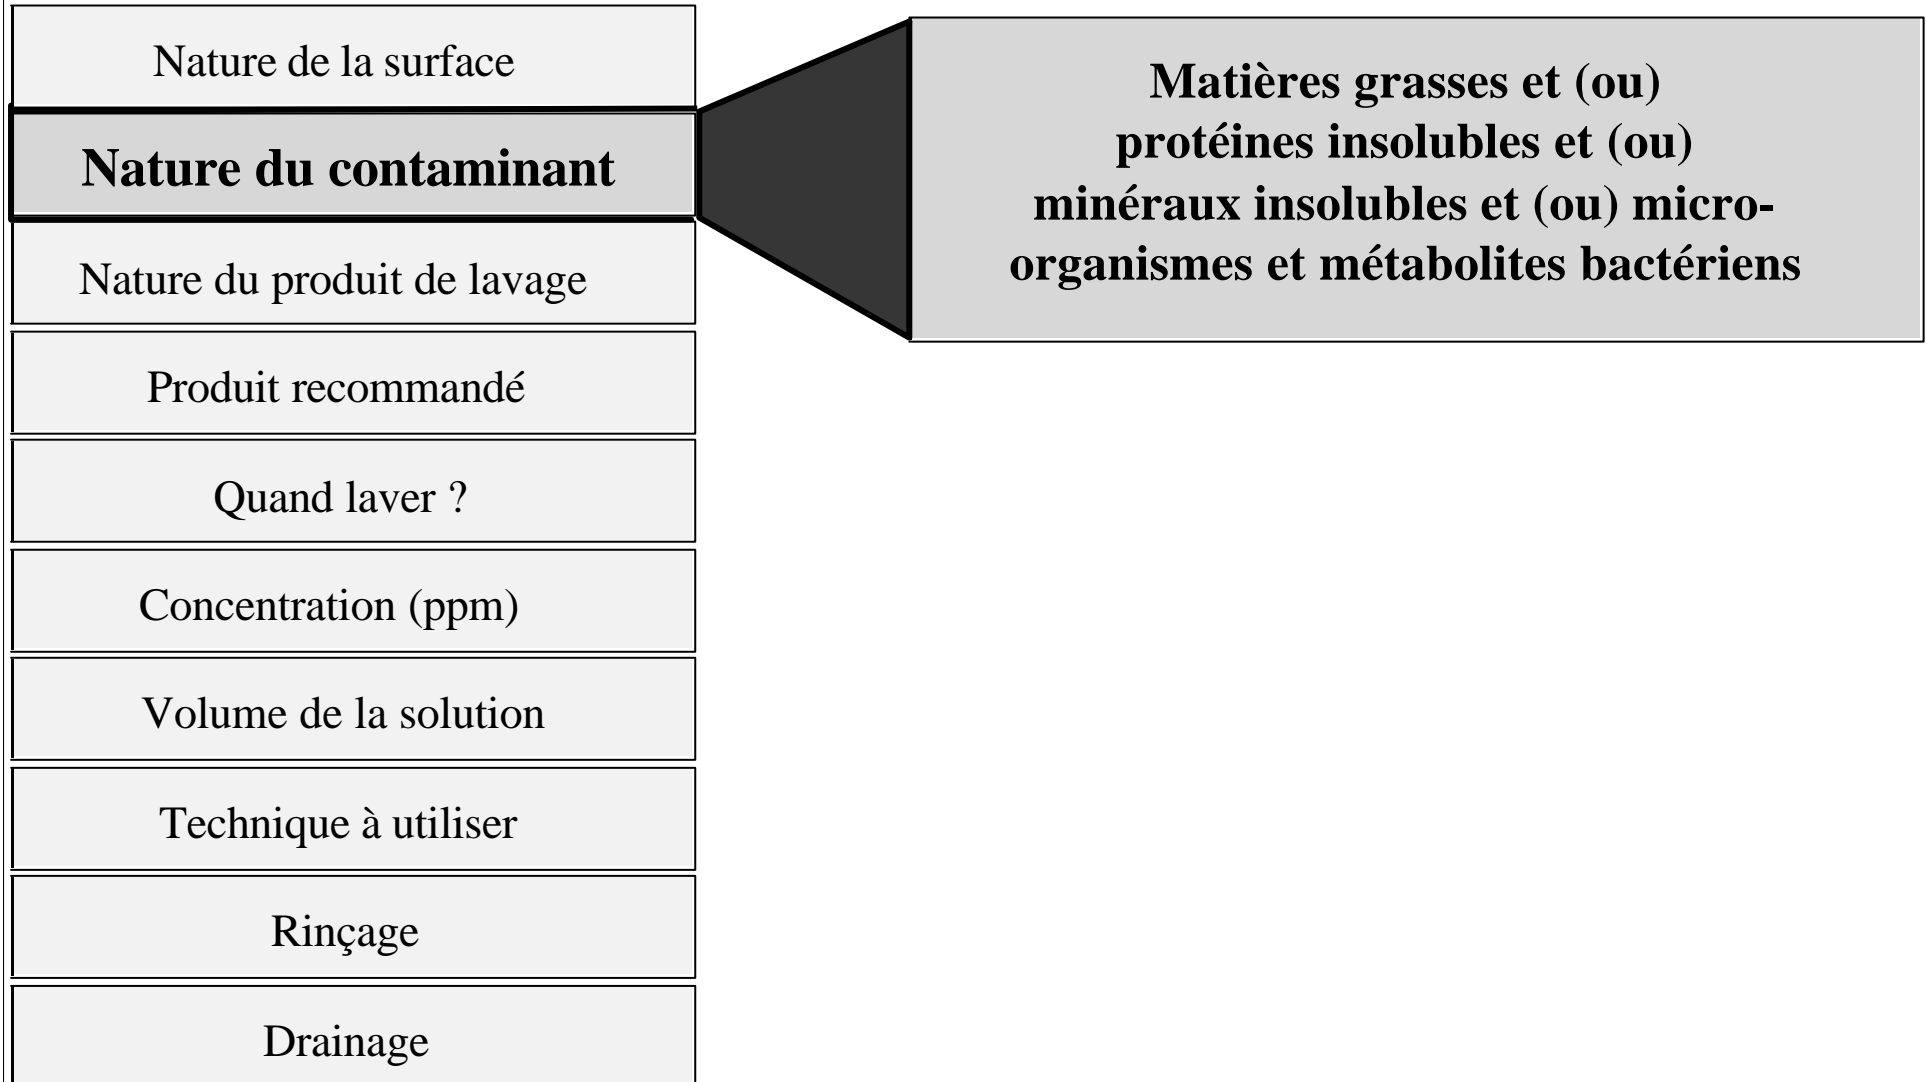 Nature de la surface
Nature du contaminant
Nature du produit de lavage
Produit recommandé
Quand laver ?
Concentration (ppm)
Volume de la solution
Technique à utiliser
Rinçage
Drainage
Matières grasses et (ou)
protéines insolubles et (ou)
minéraux insolubles et (ou) micro-
organismes et métabolites bactériens